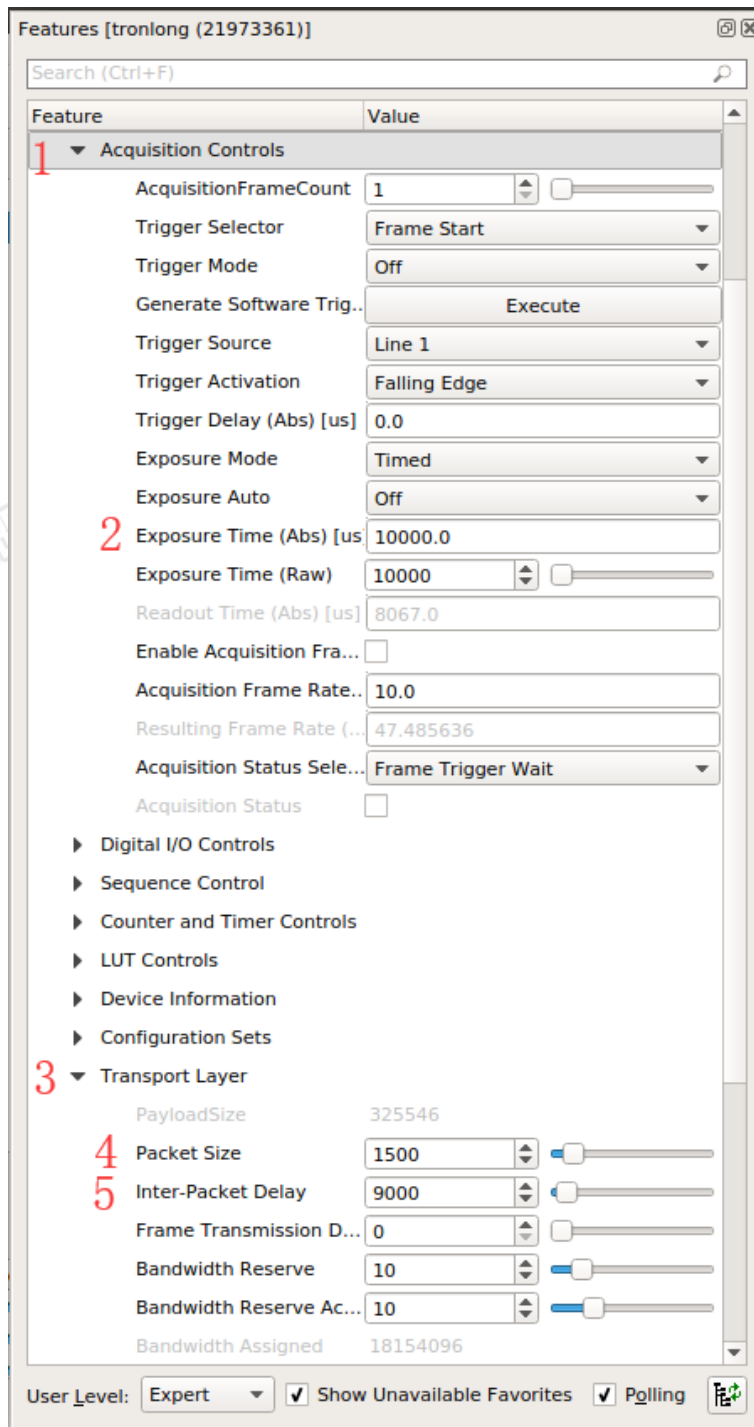 Features [tronlong (21973361)]
Search (Ctrl+F)
Feature Value
1 Acquisition Controls
AcquisitionFrameCount 1
Trigger Selector Frame Start
Trigger Mode Off
Generate Software Trig... Execute
Trigger Source Line 1
Trigger Activation Falling Edge
Trigger Delay (Abs) [us] 0.0
Exposure Mode Timed
Exposure Auto Off
2 Exposure Time (Abs) [us 10000.0
Exposure Time (Raw) 10000
Readout Time (Abs) [us] 8067.0
Enable Acquisition Fra...
Acquisition Frame Rate... 10.0
Resulting Frame Rate (... 47.485636
Acquisition Status Sele... Frame Trigger Wait
Acquisition Status
Digital I/O Controls
Sequence Control
Counter and Timer Controls
LUT Controls
Device Information
Configuration Sets
3 Transport Layer
PayloadSize 325546
4 Packet Size 1500
5 Inter-Packet Delay 9000
Frame Transmission D... 0
Bandwidth Reserve 10
Bandwidth Reserve Ac... 10
Bandwidth Assigned 18154096
User Level: Expert Show Unavailable Favorites Polling